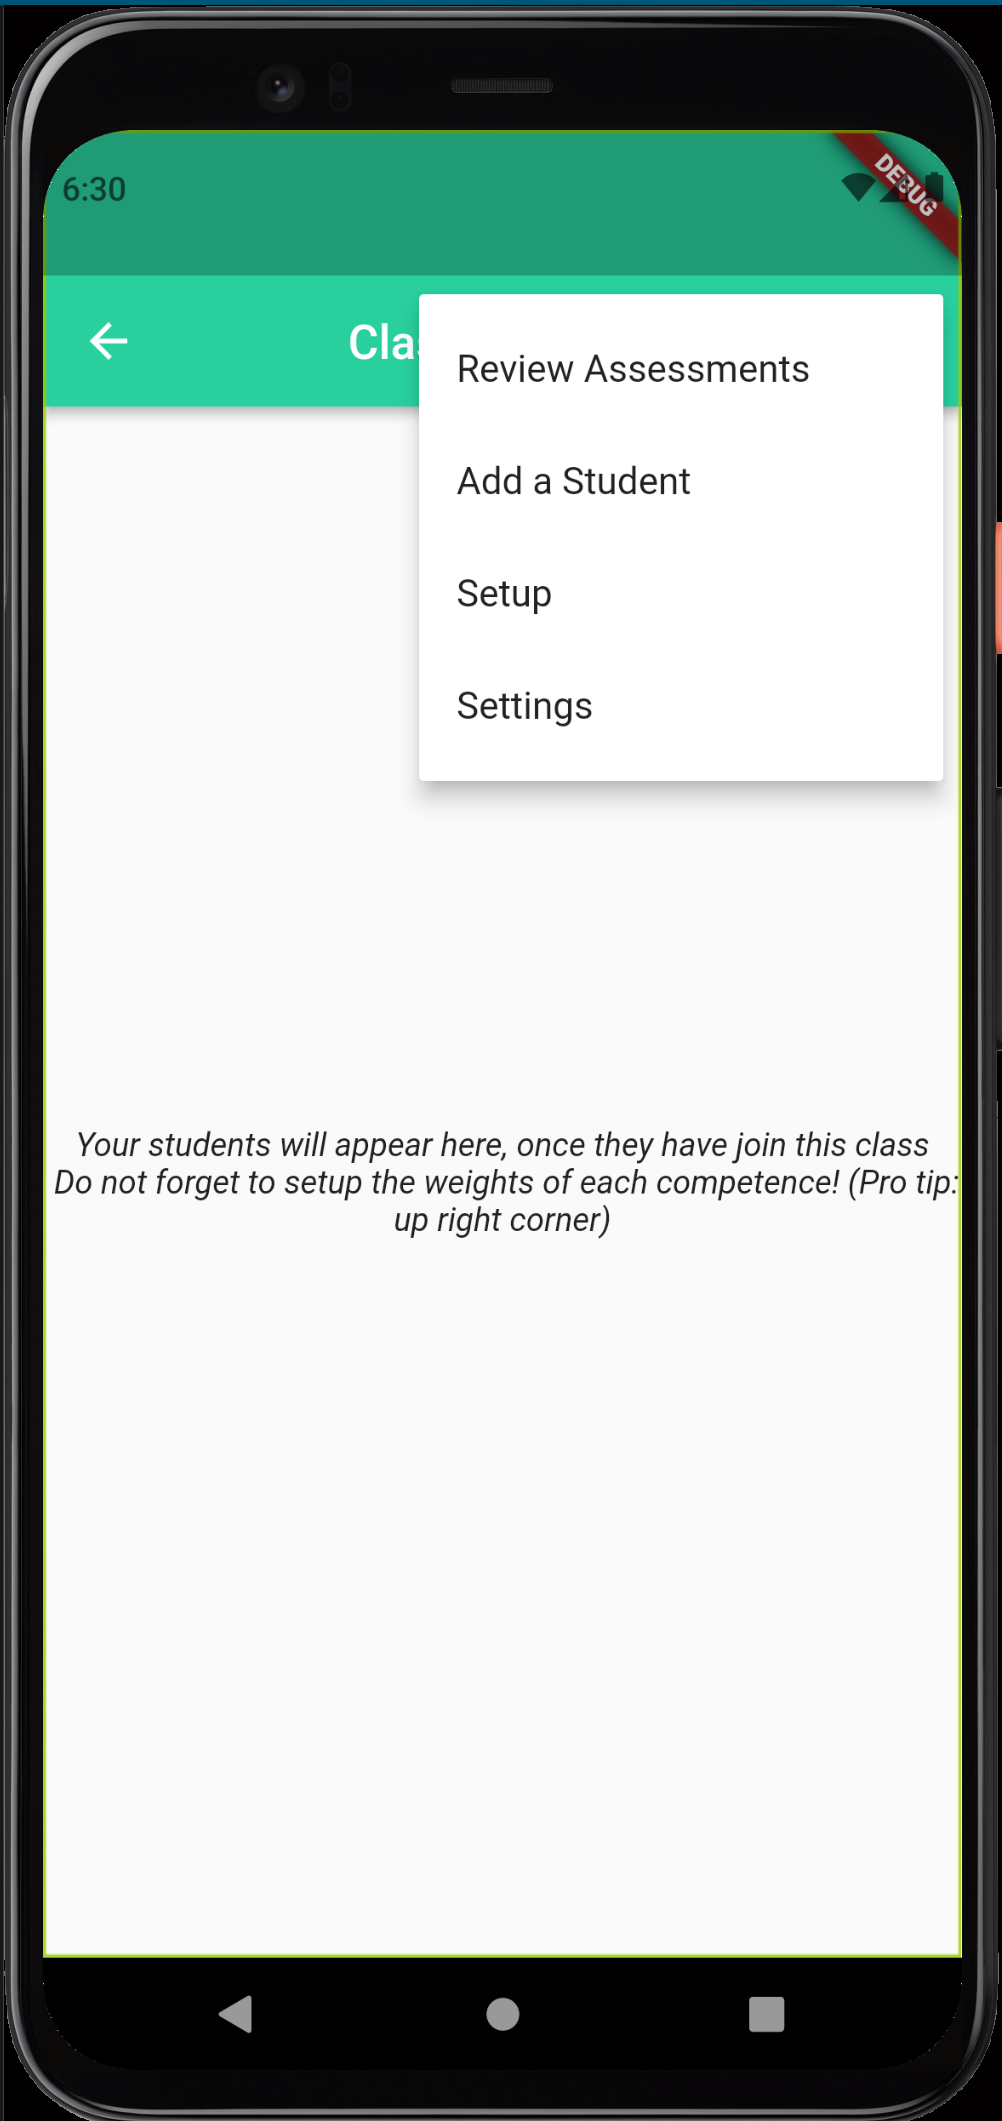 6:30
DEBUG
Review Assessments
Add a Student
Setup
Settings
Your students will appear here, once they have join this class
Do not forget to setup the weights of each competence! (Pro tip:
up right corner)